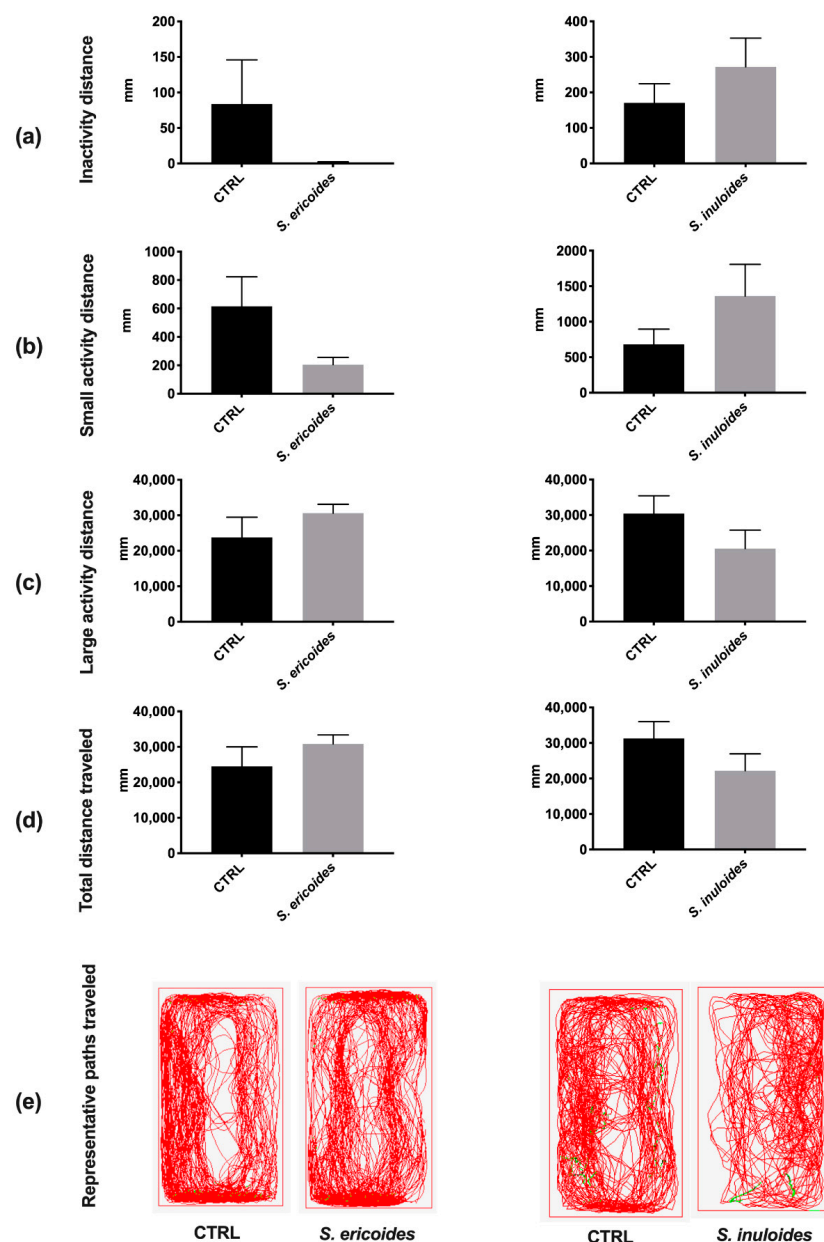 (a)
Inactivity distance
mm
200
150
100
50
0
CTRL
S. ericoides
mm
400
300
200
100
0
CTRL
S. inuloides
(b)
Small activity distance
mm
1000
800
600
400
200
0
CTRL
S. ericoides
mm
2000
1500
1000
500
0
CTRL
S. inuloides
(c)
Large activity distance
mm
40,000
30,000
20,000
10,000
0
CTRL
S. ericoides
mm
40,000
30,000
20,000
10,000
0
CTRL
S. inuloides
(d)
Total distance traveled
mm
40,000
30,000
20,000
10,000
0
CTRL
S. ericoides
mm
40,000
30,000
20,000
10,000
0
CTRL
S. inuloides
(e)
Representative paths traveled
CTRL
S. ericoides
CTRL
S. inuloides